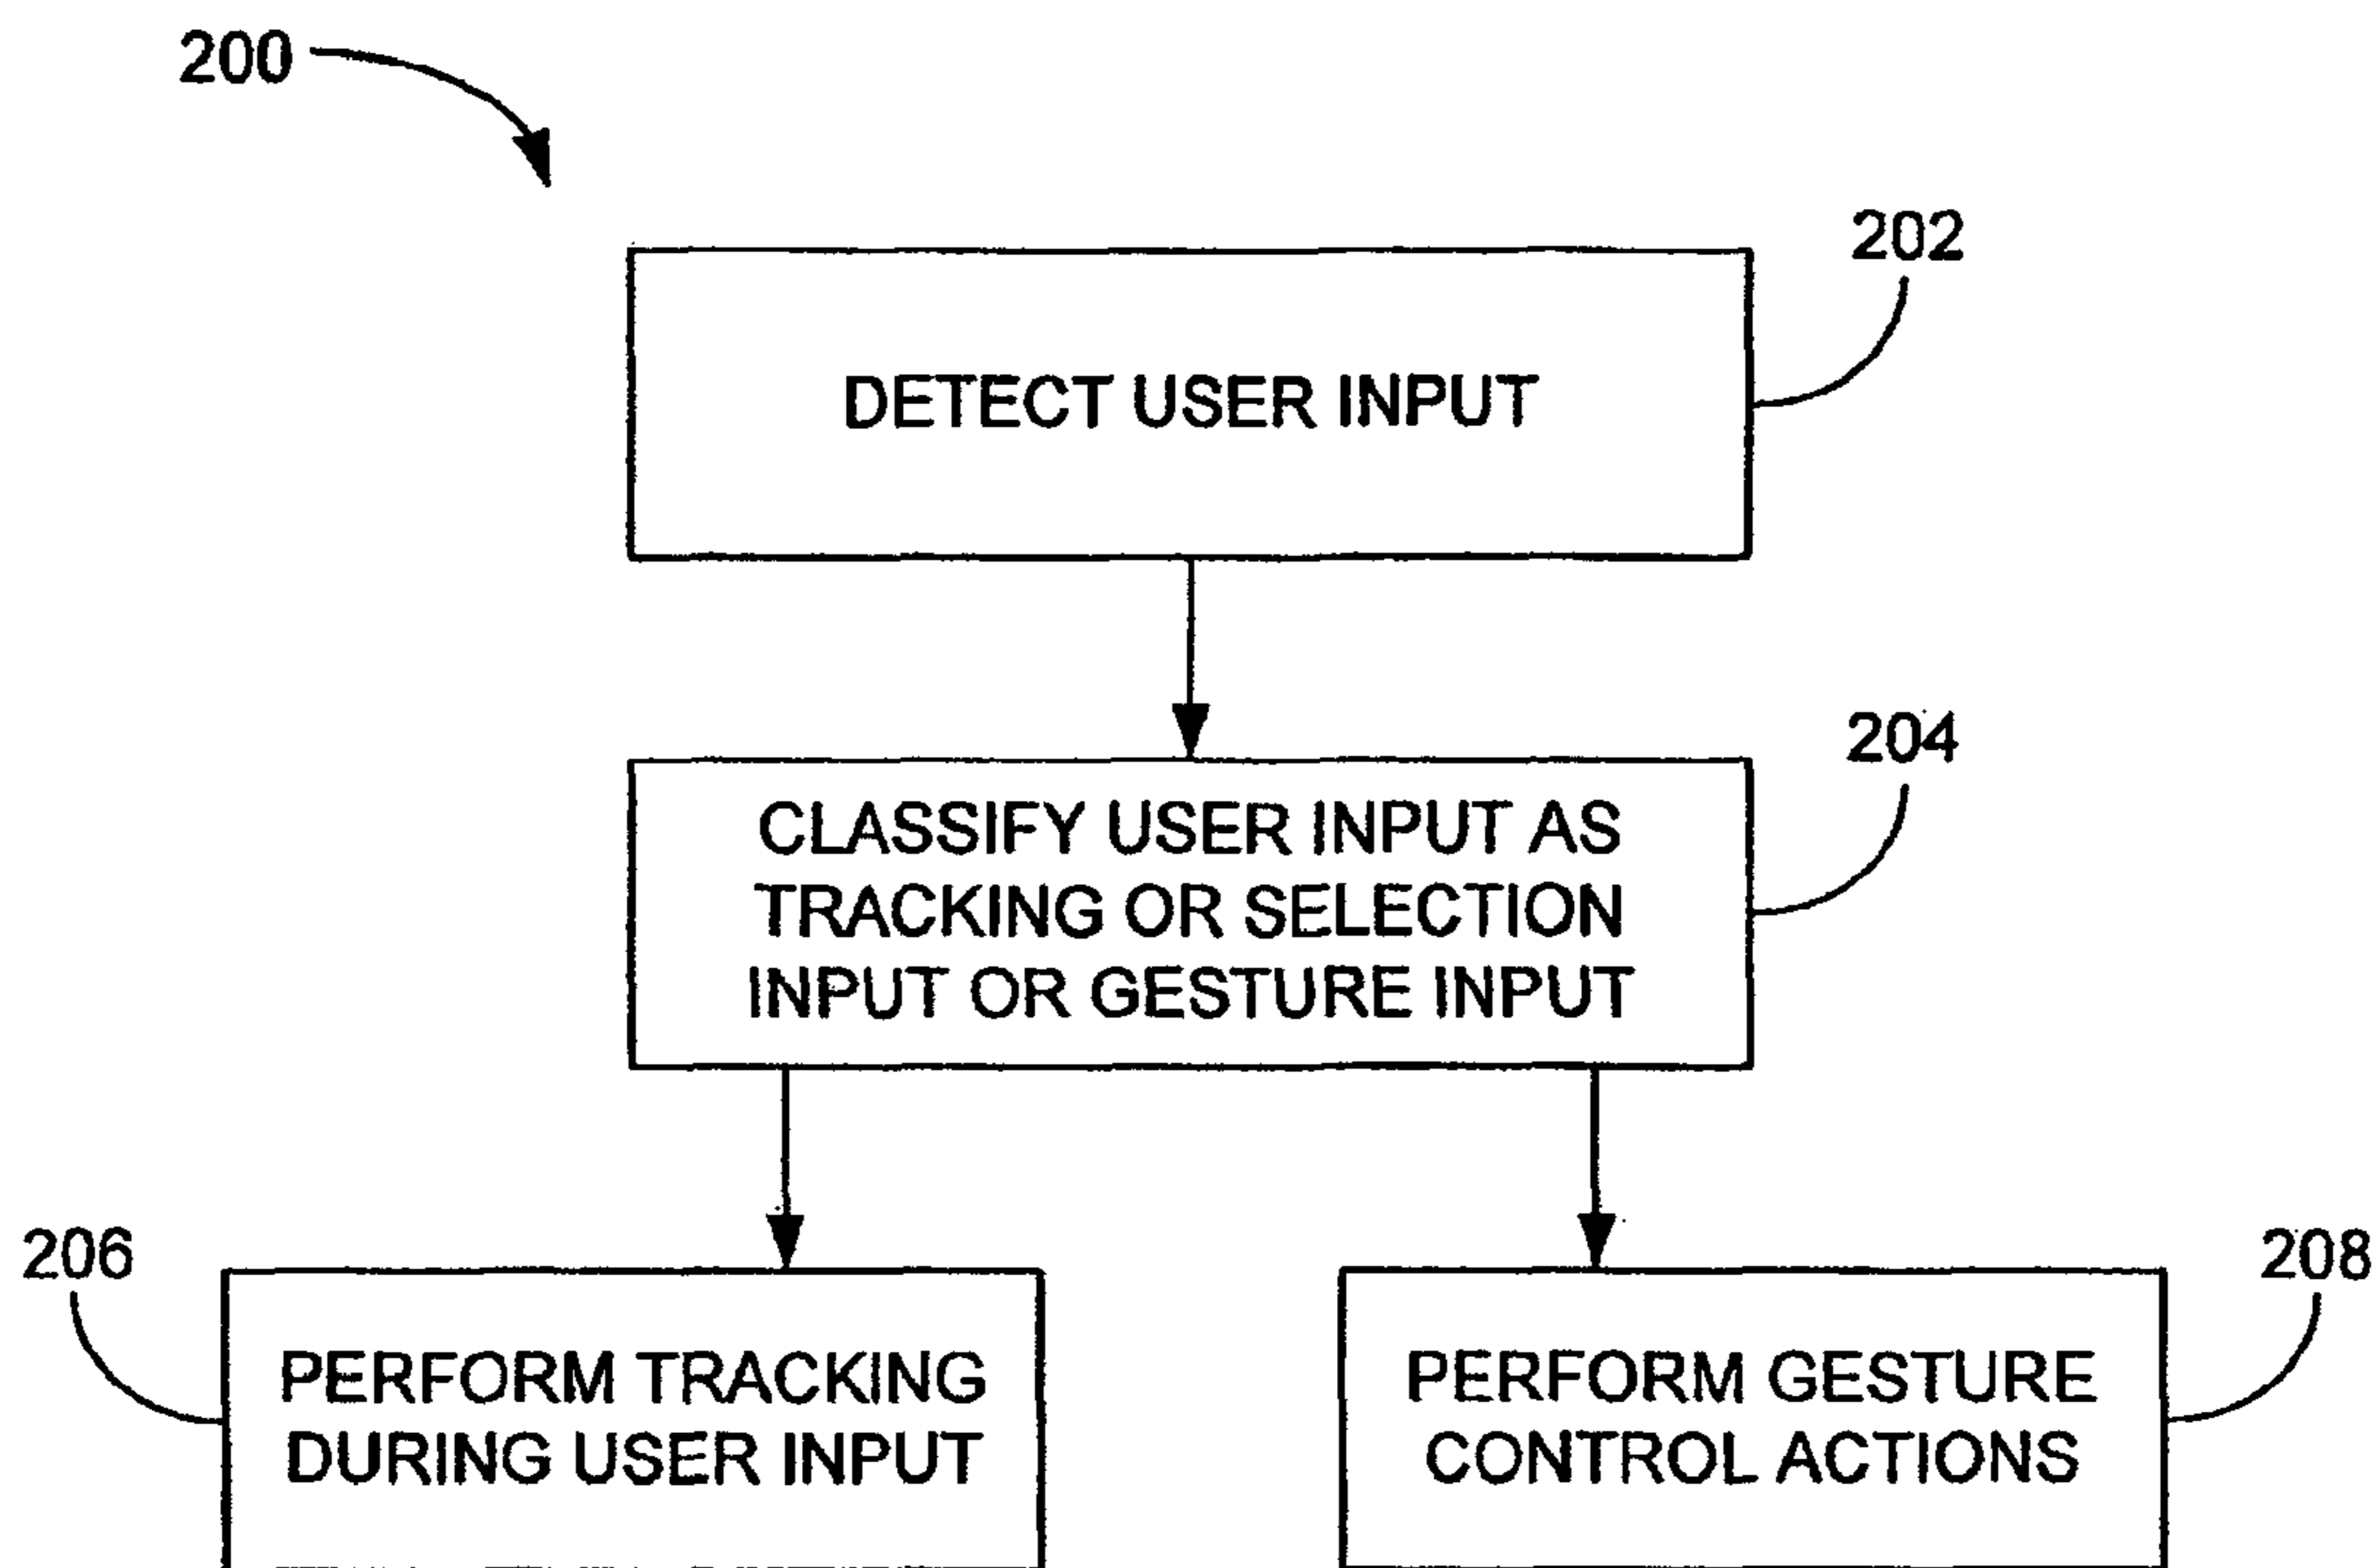 200
202
DETECT USER INPUT
204
CLASSIFY USER INPUT AS
TRACKING OR SELECTION
INPUT OR GESTURE INPUT
206
208
PERFORM TRACKING
DURING USER INPUT
PERFORM GESTURE
CONTROL ACTIONS